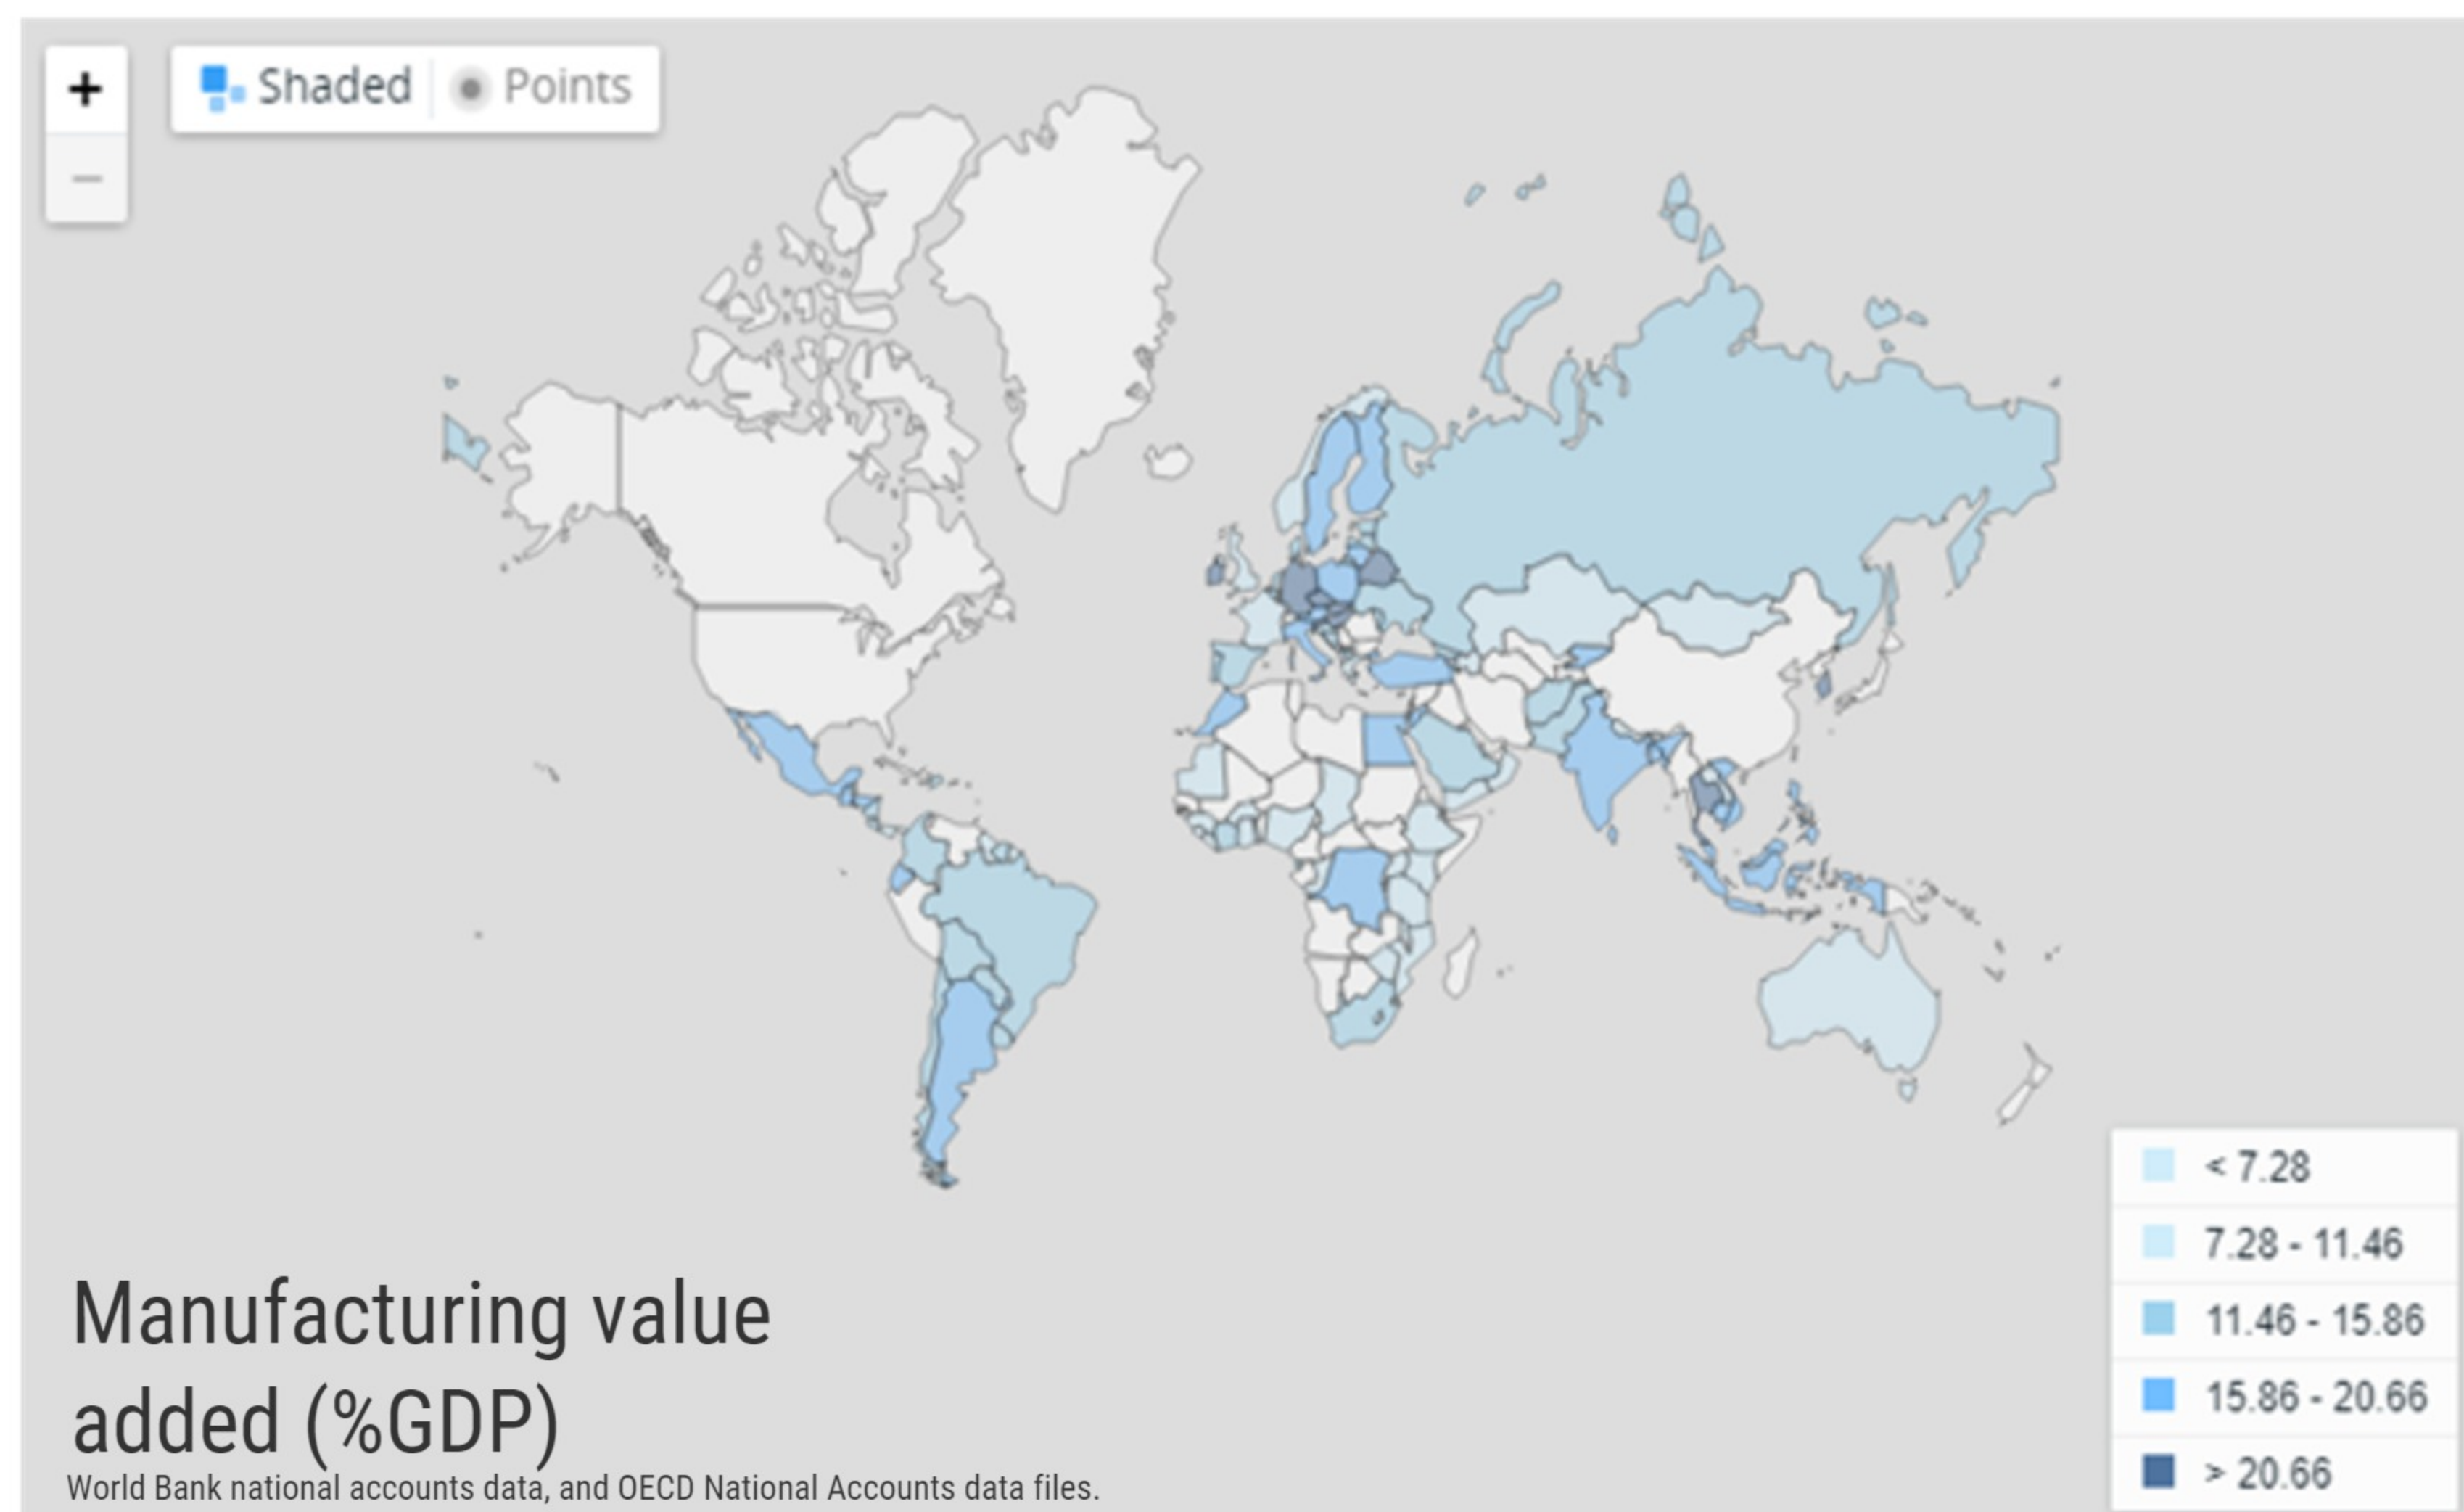 +
Shaded
Points
−
Manufacturing value
added (%GDP)
World Bank national accounts data, and OECD National Accounts data files.
< 7.28
7.28 - 11.46
11.46 - 15.86
15.86 - 20.66
> 20.66